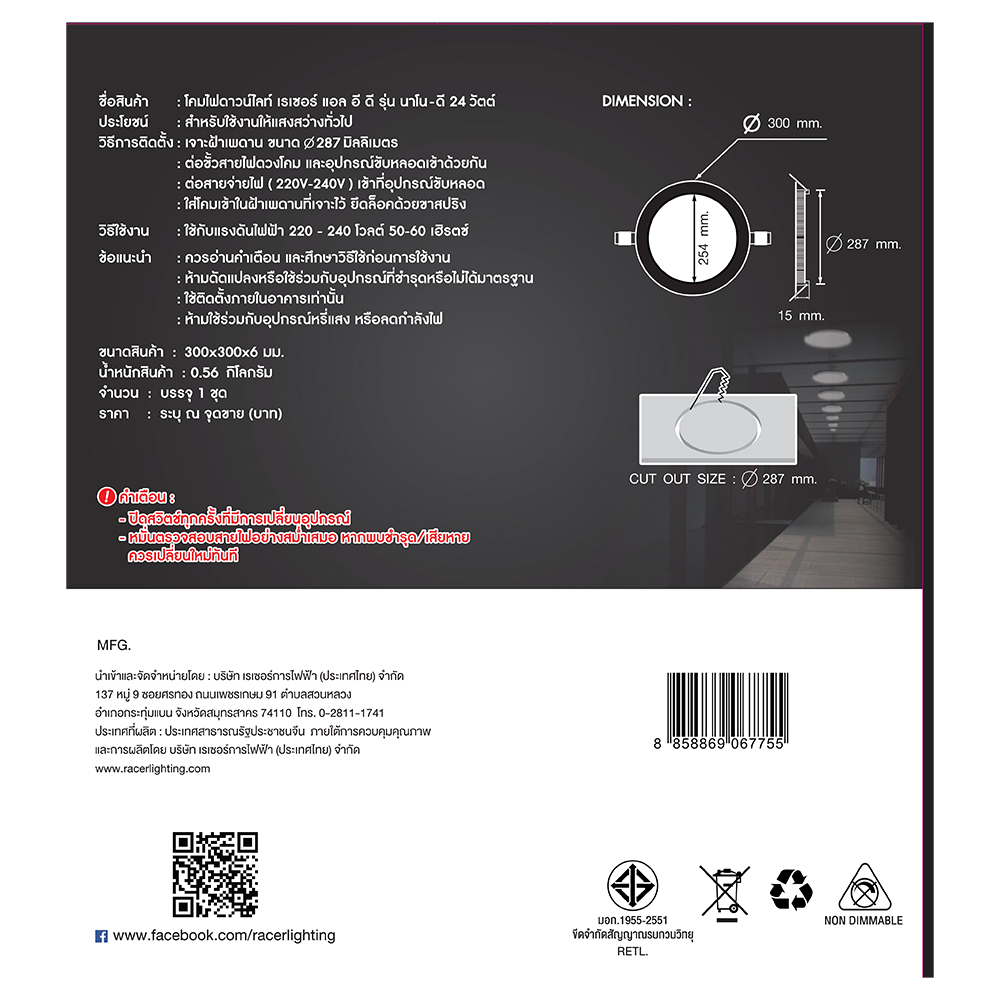 ชื่อสินค้า : โคมไฟดาวน์ไลท์ เรเซอร์ แอล อี ดี รุ่น นาโน-ดี 24 วัตต์
ประโยชน์ : สำหรับใช้งานให้แสงสว่างทั่วไป
วิธีการติดตั้ง : เจาะฝ้าเพดาน ขนาด Ø 287 มิลลิเมตร
: ต่อขั้วสายไฟดวงโคม และอุปกรณ์ขับหลอดเข้าด้วยกัน
: ต่อสายจ่ายไฟ ( 220V-240V ) เข้าที่อุปกรณ์ขับหลอด
: ใส่โคมเข้าในฝ้าเพดานที่เจาะไว้ ยึดล็อคด้วยขาสปริง
วิธีใช้งาน : ใช้กับแรงดันไฟฟ้า 220 - 240 โวลต์ 50-60 เฮิรตซ์
ข้อแนะนำ : ควรอ่านคำเตือน และศึกษาวิธีใช้ก่อนการใช้งาน
: ห้ามดัดแปลงหรือใช้ร่วมกับอุปกรณ์ที่ชำรุดหรือไม่ได้มาตรฐาน
: ใช้ติดตั้งภายในอาคารเท่านั้น
: ห้ามใช้ร่วมกับอุปกรณ์หรี่แสง หรือลดกำลังไฟ
ขนาดสินค้า : 300x300x6 มม.
น้ำหนักสินค้า : 0.56 กิโลกรัม
จำนวน : บรรจุ 1 ชุด
ราคา : ระบุ ณ จุดขาย (บาท)
! คำเตือน :
- ปิดสวิตซ์ทุกครั้งที่มีการเปลี่ยนอุปกรณ์
- หมั่นตรวจสอบสายไฟอย่างสม่ำเสมอ หากพบชำรุด/เสียหาย
ควรเปลี่ยนใหม่ทันที
DIMENSION :
Ø 300 mm.
254 mm.
Ø 287 mm.
15 mm.
CUT OUT SIZE : Ø 287 mm.
MFG.
นำเข้าและจัดจำหน่ายโดย : บริษัท เรเซอร์การไฟฟ้า (ประเทศไทย) จำกัด
137 หมู่ 9 ซอยศรทอง ถนนเพชรเกษม 91 ตำบลสวนหลวง
อำเภอกระทุ่มแบน จังหวัดสมุทรสาคร 74110 โทร. 0-2811-1741
ประเทศที่ผลิต : ประเทศสาธารณรัฐประชาชนจีน ภายใต้การควบคุมคุณภาพ
และการผลิตโดย บริษัท เรเซอร์การไฟฟ้า (ประเทศไทย) จำกัด
www.racerlighting.com
8 858869 067755
f www.facebook.com/racerlighting
มอก.1955-2551
ขีดจำกัดสัญญาณรบกวนวิทยุ
RETL.
NON DIMMABLE